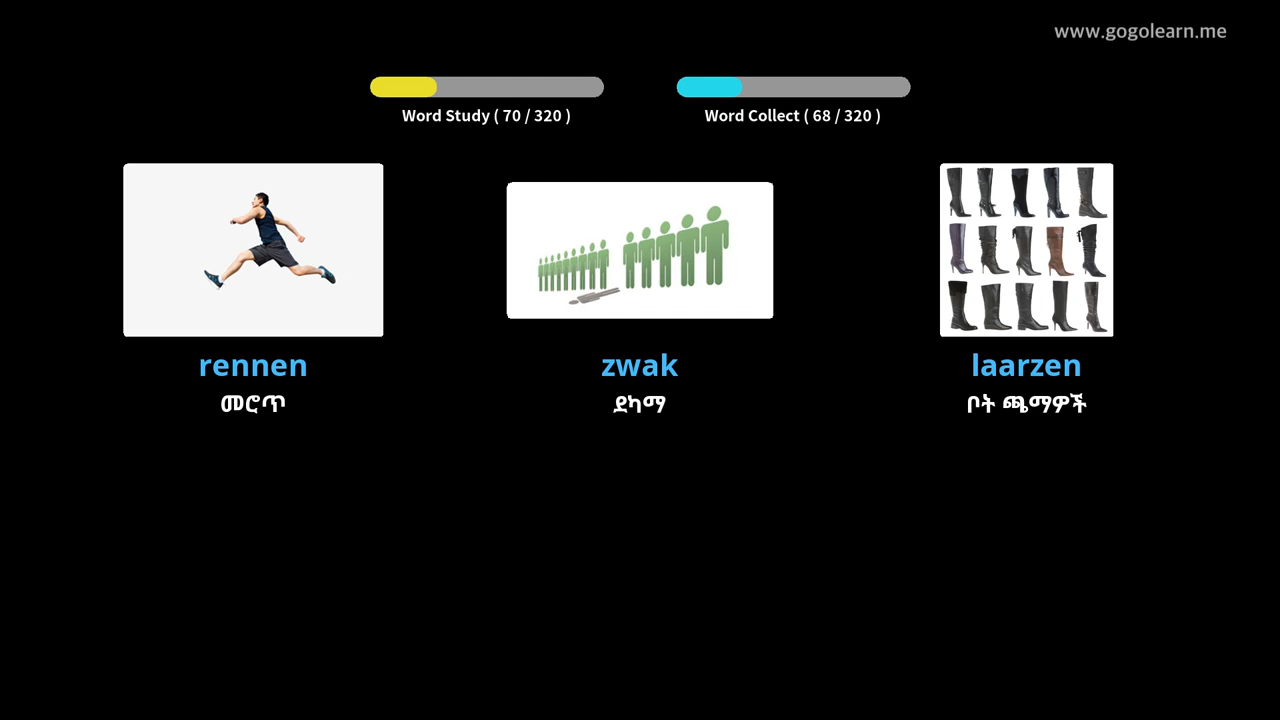 www.gogolearn.me
Word Study ( 70 / 320 )
Word Collect ( 68 / 320 )
rennen
zwak
laarzen
መሮጥ
ደካማ
ቦት ጫማዎች